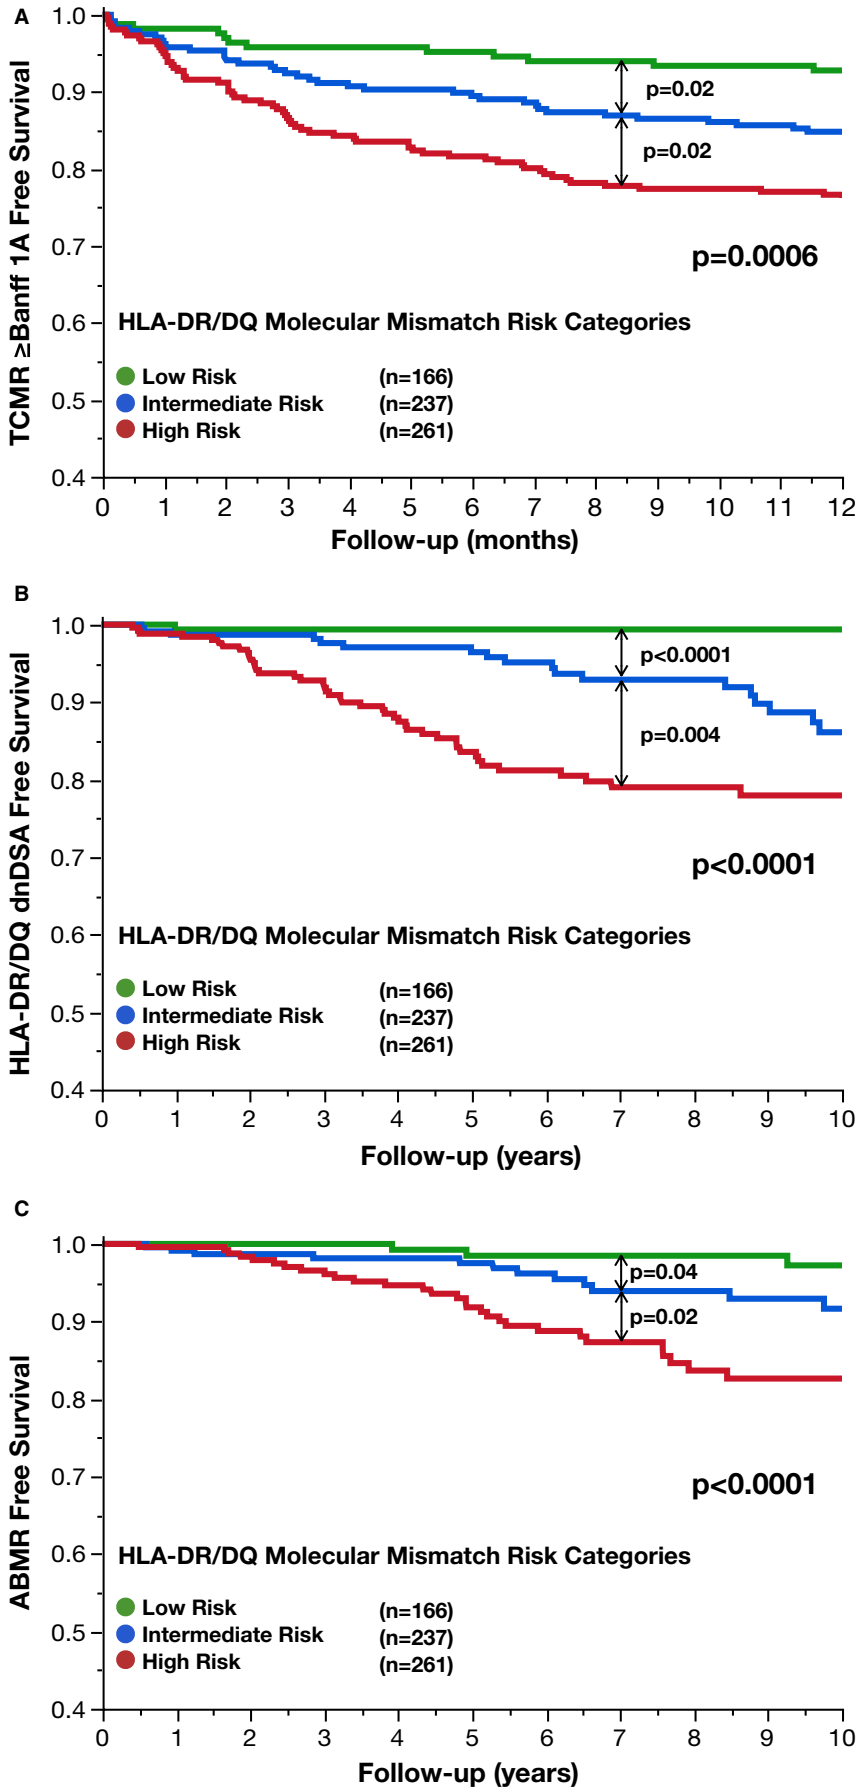 A
TCMR ≥Banff 1A Free Survival
1.0
0.9
0.8
0.7
0.6
0.5
0.4
p=0.02
p=0.02
p=0.0006
HLA-DR/DQ Molecular Mismatch Risk Categories
Low Risk (n=166)
Intermediate Risk (n=237)
High Risk (n=261)
0 1 2 3 4 5 6 7 8 9 10 11 12
Follow-up (months)
B
HLA-DR/DQ dnDSA Free Survival
1.0
0.9
0.8
0.7
0.6
0.5
0.4
p<0.0001
p=0.004
p<0.0001
HLA-DR/DQ Molecular Mismatch Risk Categories
Low Risk (n=166)
Intermediate Risk (n=237)
High Risk (n=261)
0 1 2 3 4 5 6 7 8 9 10
Follow-up (years)
C
ABMR Free Survival
1.0
0.9
0.8
0.7
0.6
0.5
0.4
p=0.04
p=0.02
p<0.0001
HLA-DR/DQ Molecular Mismatch Risk Categories
Low Risk (n=166)
Intermediate Risk (n=237)
High Risk (n=261)
0 1 2 3 4 5 6 7 8 9 10
Follow-up (years)